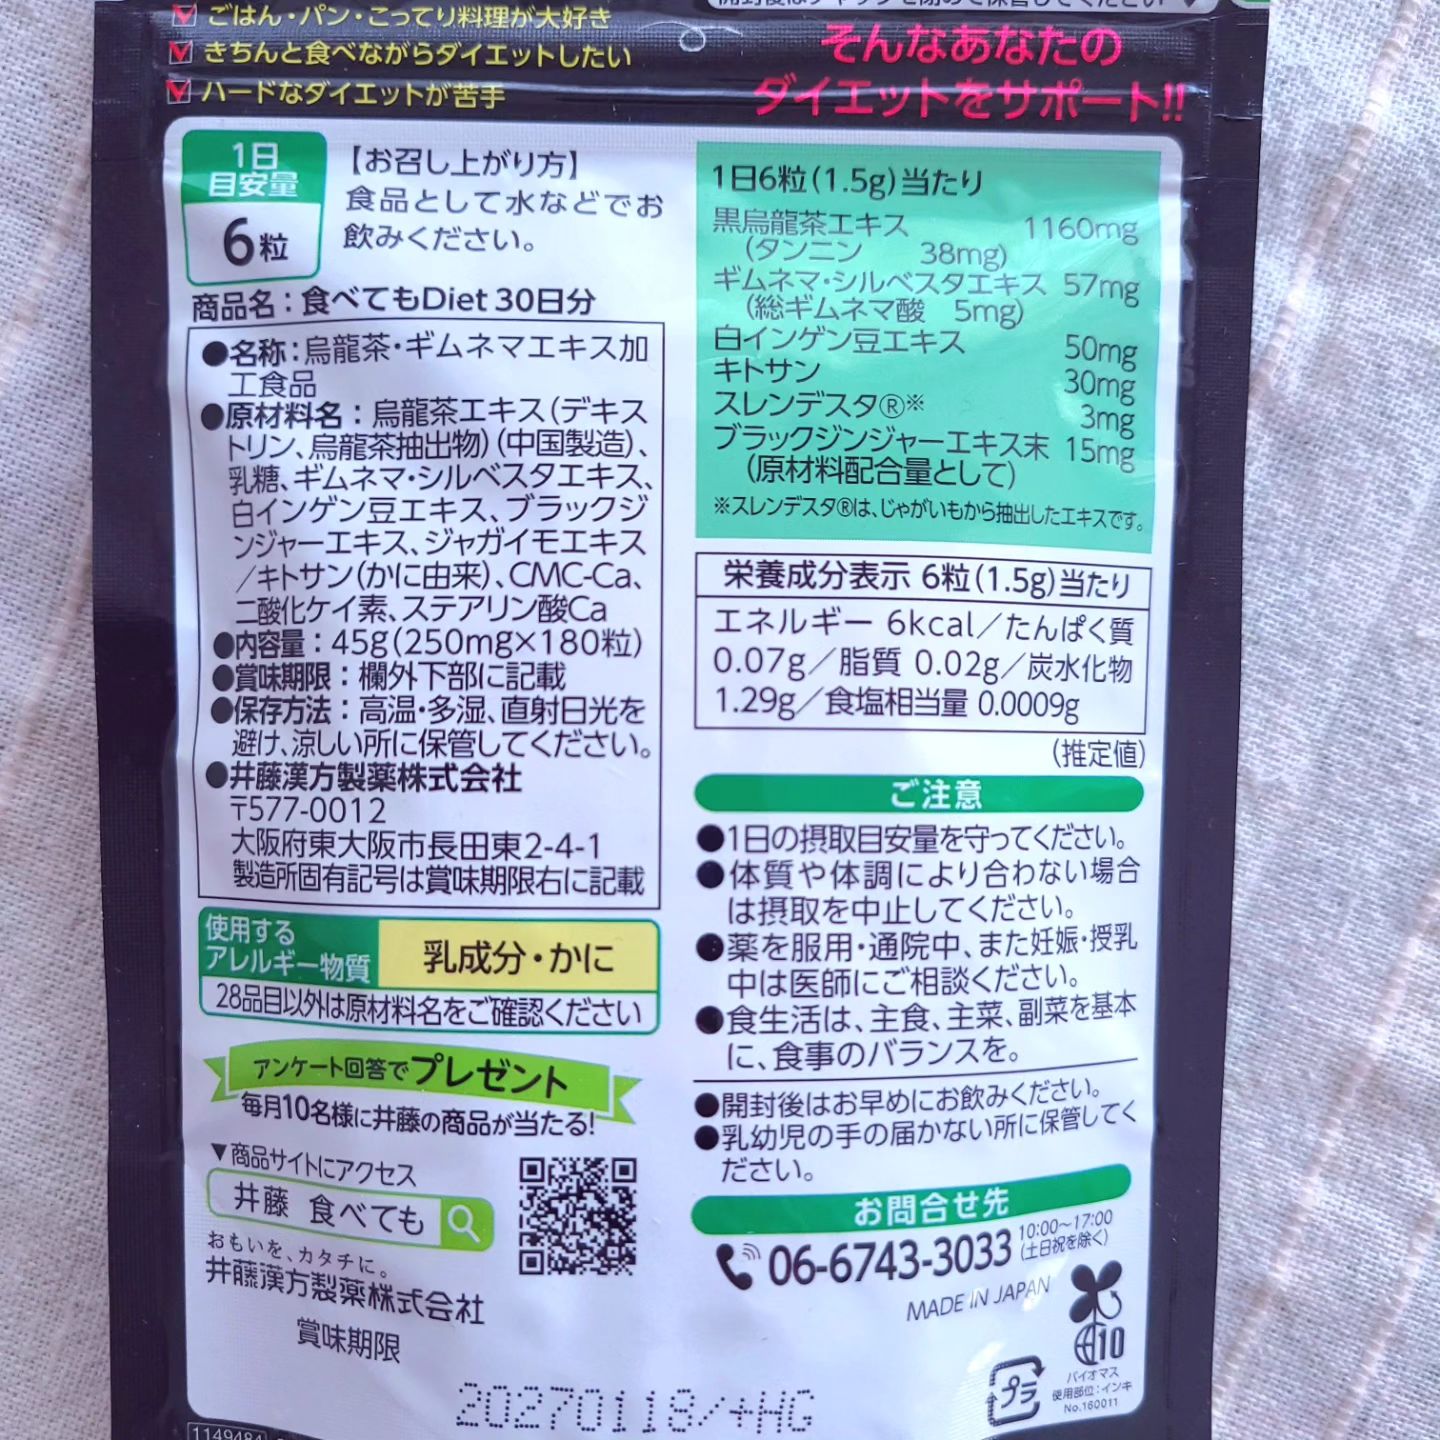 ごはん・パン・こってり料理が大好き
きちんと食べながらダイエットしたい
ハードなダイエットが苦手
そんなあなたの
ダイエットをサポート!!
1日
目安量
6粒
【お召し上がり方】
食品として水などでお
飲みください。
商品名：食べてもDiet 30日分
●名称：烏龍茶・ギムネマエキス加
工食品
●原材料名：烏龍茶エキス(デキス
トリン、烏龍茶抽出物)(中国製造)、
乳糖、ギムネマ・シルベスタエキス、
白インゲン豆エキス、ブラックジ
ンジャーエキス、ジャガイモエキス
／キトサン(かに由来)、CMC-Ca、
二酸化ケイ素、ステアリン酸Ca
●内容量：45g(250mg×180粒)
●賞味期限：欄外下部に記載
●保存方法：高温・多湿、直射日光を
避け、涼しい所に保管してください。
●井藤漢方製薬株式会社
〒577-0012
大阪府東大阪市長田東2-4-1
製造所固有記号は賞味期限右に記載
使用する
アレルギー物質
乳成分・かに
28品目以外は原材料名をご確認ください
アンケート回答でプレゼント
毎月10名様に井藤の商品が当たる!
▼商品サイトにアクセス
井藤 食べても
おもいを、カタチに。
井藤漢方製薬株式会社
賞味期限
20270118/+HG
1日6粒(1.5g)当たり
黒烏龍茶エキス 1160mg
(タンニン 38mg)
ギムネマ・シルベスタエキス 57mg
(総ギムネマ酸 5mg)
白インゲン豆エキス 50mg
キトサン 30mg
スレンデスタ®※ 3mg
ブラックジンジャーエキス末 15mg
(原材料配合量として)
※スレンデスタ®は、じゃがいもから抽出したエキスです。
栄養成分表示 6粒(1.5g)当たり
エネルギー 6kcal／たんぱく質
0.07g／脂質 0.02g／炭水化物
1.29g／食塩相当量 0.0009g
(推定値)
ご注意
●1日の摂取目安量を守ってください。
●体質や体調により合わない場合
は摂取を中止してください。
●薬を服用・通院中、また妊娠・授乳
中は医師にご相談ください。
●食生活は、主食、主菜、副菜を基本
に、食事のバランスを。
●開封後はお早めにお飲みください。
●乳幼児の手の届かない所に保管してく
ださい。
お問合せ先
06-6743-3033
10:00〜17:00
(土日祝を除く)
MADE IN JAPAN
10
バイオマス
使用部位：インキ
No.160011
プラ